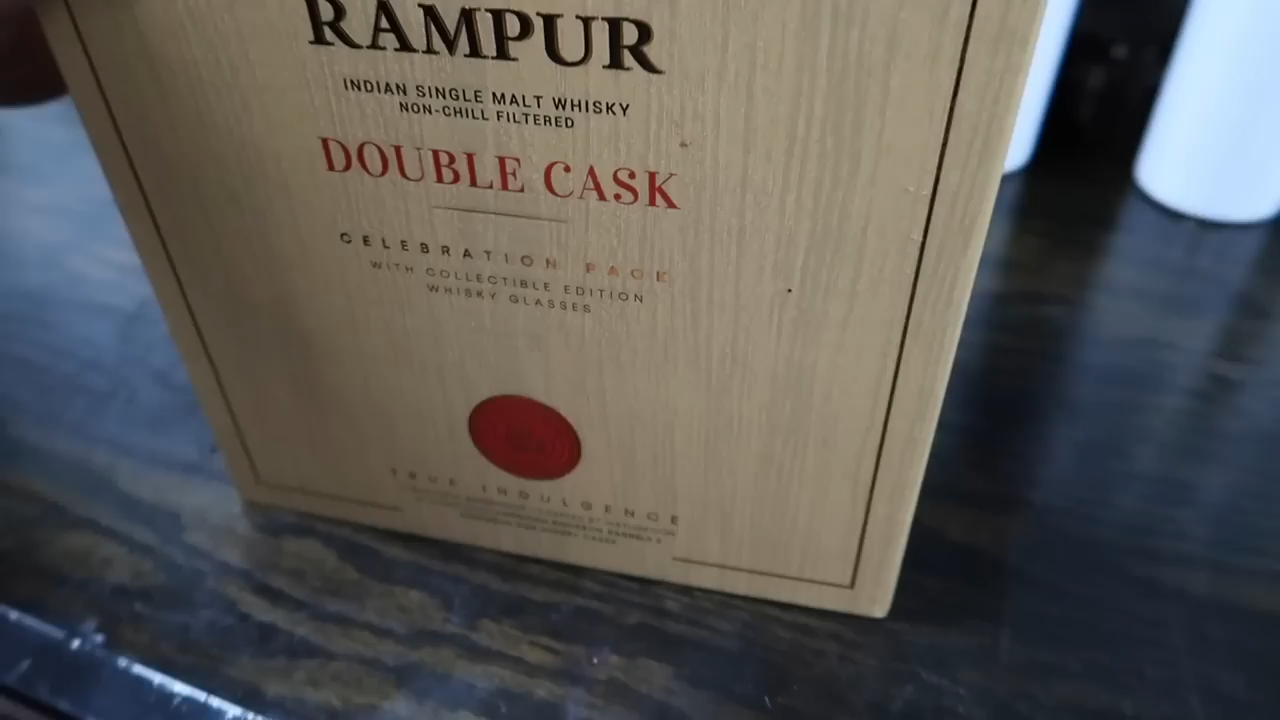 RAMPUR
INDIAN SINGLE MALT WHISKY
NON-CHILL FILTERED
DOUBLE CASK
CELEBRATION PACK
WITH COLLECTIBLE EDITION
WHISKY GLASSES
TRUE INDULGENCE